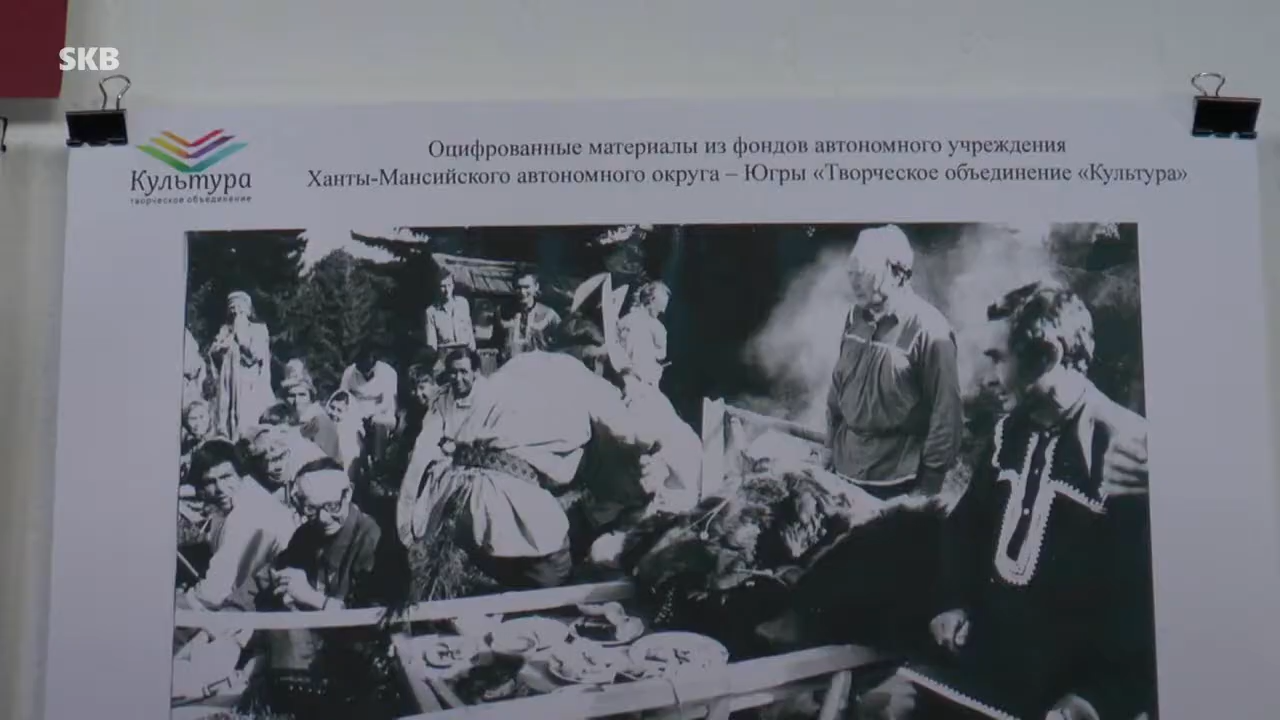 SKB
Оцифрованные материалы из фондов автономного учреждения
Ханты-Мансийского автономного округа – Югры «Творческое объединение «Культура»
Культура
творческое объединение